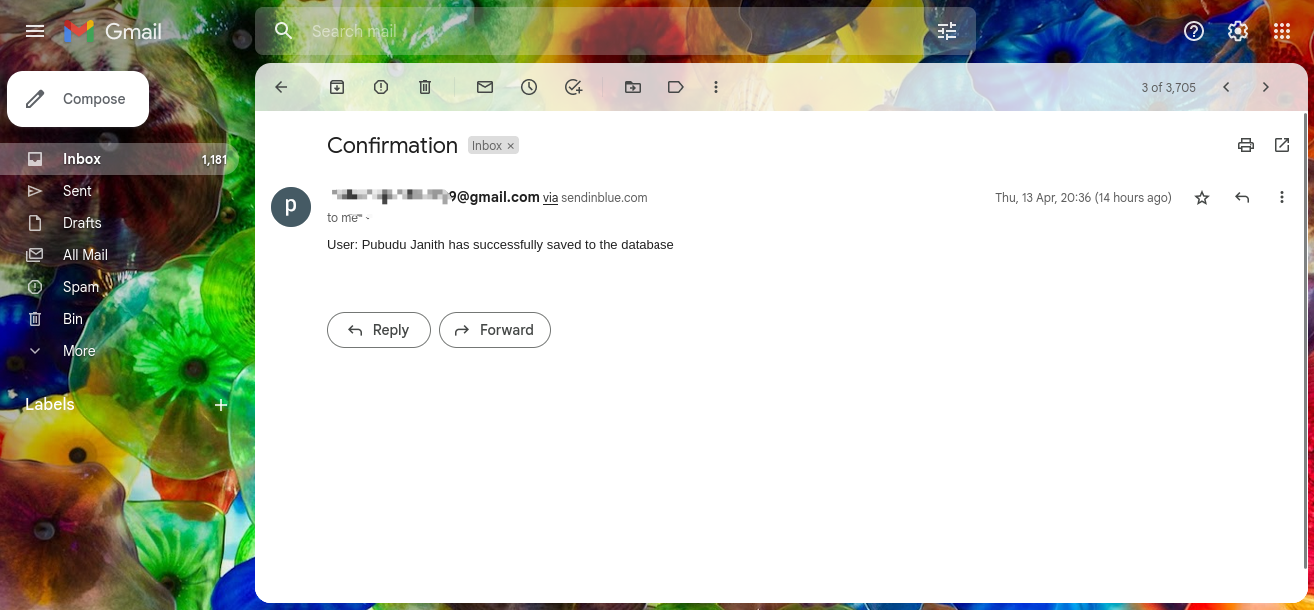 Gmail
Search mail
Compose
3 of 3,705
Inbox 1,181
Sent
Drafts
All Mail
Spam
Bin
More
Labels +
Confirmation Inbox ×
p
9@gmail.com via sendinblue.com Thu, 13 Apr, 20:36 (14 hours ago)
to me
User: Pubudu Janith has successfully saved to the database
Reply Forward